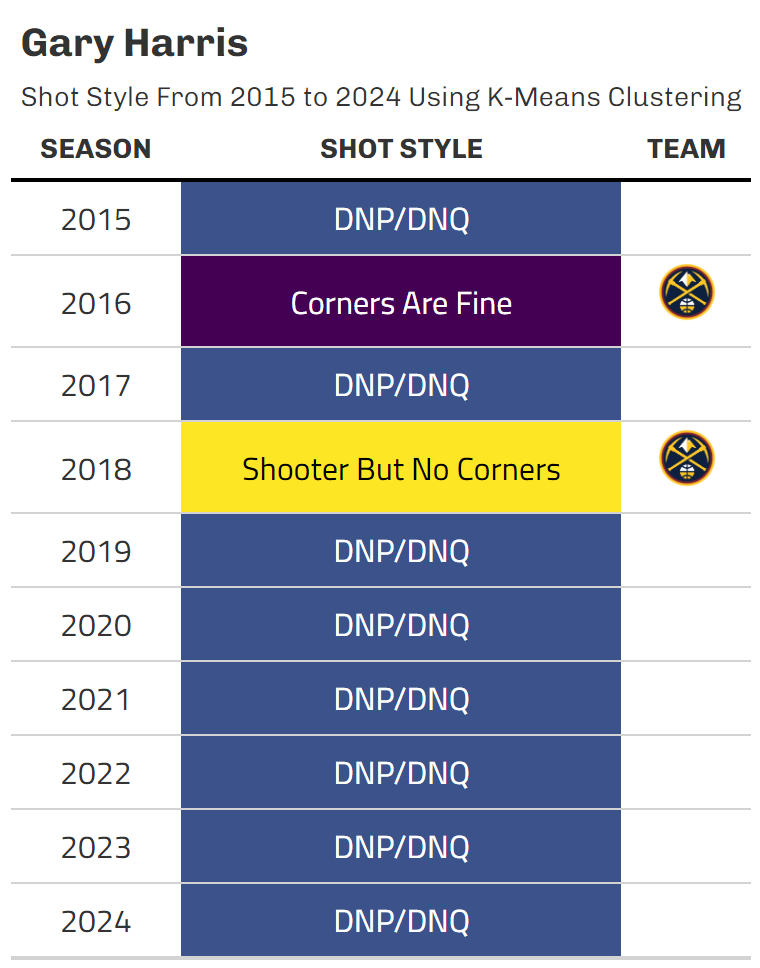 Gary Harris
Shot Style From 2015 to 2024 Using K-Means Clustering
SEASON SHOT STYLE TEAM
2015 DNP/DNQ
2016 Corners Are Fine
2017 DNP/DNQ
2018 Shooter But No Corners
2019 DNP/DNQ
2020 DNP/DNQ
2021 DNP/DNQ
2022 DNP/DNQ
2023 DNP/DNQ
2024 DNP/DNQ